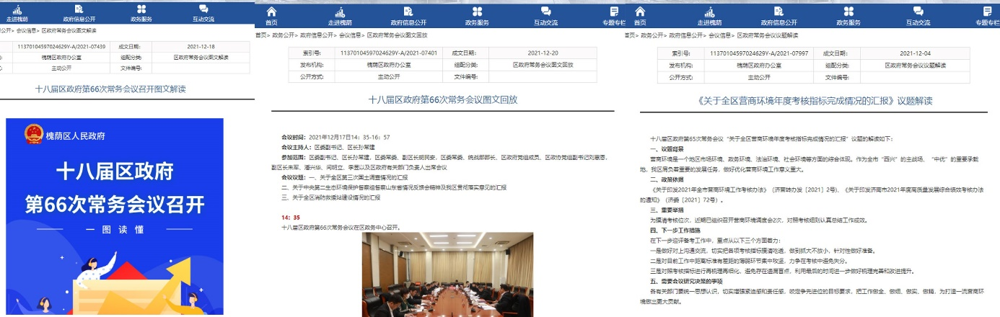 走进槐荫 政府信息公开 政务服务 互动交流
公开> 会议信息> 区政府常务会议图文解读
11370104597024629Y-A/2021-07439 成文日期: 2021-12-18
槐荫区政府办公室 组配分类: 区政府常务会议图文解读
主动公开 文件编号:
十八届区政府第66次常务会议召开图文解读
槐荫区人民政府
十八届区政府
第66次常务会议召开
一 图 读 懂
首页 走进槐荫 政府信息公开 政务服务 互动交流 专题专栏
首页> 政务公开> 政府信息公开> 会议信息> 区政府常务会议图文回放
索引号: 11370104597024629Y-A/2021-07401 成文日期: 2021-12-20
发布机构: 槐荫区政府办公室 组配分类: 区政府常务会议图文回放
公开方式: 主动公开 文件编号:
十八届区政府第66次常务会议图文回放
会议时间: 2021年12月17日14: 35-16: 57
会议主持人: 区委副书记、区长孙常建
参加范围: 区委副书记、区长孙常建, 区委常委、副区长胡同安, 区委常委、统战部部长、区政府党组成员、区政协党组副书记刘惠恩,
副区长朱军、潘兴华、闫明立、李昱以及区政府有关部门负责人出席会议
会议议题: 一、关于全区第三次国土调查情况的汇报
二、关于中央第二生态环境保护督察组督察山东省情况反馈会精神及我区贯彻落实意见的汇报
三、关于全区消防救援站建设情况的汇报
14: 35
十八届区政府第66次常务会议在区政务中心召开。
首页 走进槐荫 政府信息公开 政务服务 互动交流 专题专栏
首页> 政务公开> 政府信息公开> 会议信息> 区政府常务会议议题解读
索引号: 11370104597024629Y-A/2021-07997 成文日期: 2021-12-04
发布机构: 槐荫区政府办公室 组配分类: 区政府常务会议议题解读
公开方式: 主动公开 文件编号:
《关于全区营商环境年度考核指标完成情况的汇报》议题解读
十八届区政府第65次常务会议“关于全区营商环境年度考核指标完成情况的汇报”议题的解读如下:
一、议题背景
营商环境是一个地区市场环境、政务环境、法治环境、社会环境等方面的综合体现。作为全市“西兴”的主战场、“中优”的重要承载
地, 我区肩负着重要的发展任务, 做好优化营商环境工作意义重大。
二、政策依据
《关于印发2021年全市营商环境工作考核办法》(济营转办发〔2021〕2号)、《关于印发济南市2021年度高质量发展综合绩效考核办法
的通知》(济委〔2021〕72号)。
三、重要举措
为摸清考核位次, 近期已组织召开营商环境调度会2次, 对照考核细则认真总结工作成效。
四、下一步工作措施
在下一步迎评备考工作中, 重点从以下三个方面着力:
一是做好对上沟通交流, 切实把各项考核指标摸清吃透, 做到抓大不放小、针对性做好准备。
二是对目前工作中距离标准有差距的薄弱环节集中攻坚, 力争在考核中避免失分。
三是对照考核指标进行再梳理再细化、避免存在遗漏盲点, 利用最后的时间进一步做好梳理完善和改进提升。
五、需要会议研究决策的事项
各有关部门要统一思想认识, 切实增强紧迫感和责任感, 咬定争先进位的目标要求, 把工作做全、做细、做实、做精, 为打造一流营商环
境做出更大贡献。